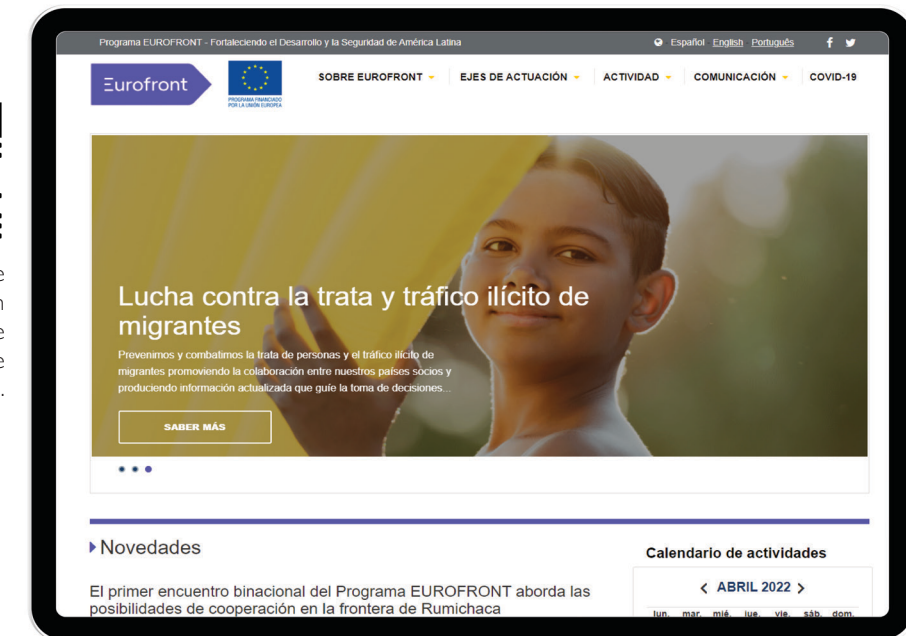 Programa EUROFRONT - Fortaleciendo el Desarrollo y la Seguridad de América Latina
Español English Português
Eurofront
PROGRAMA FINANCIADO
POR LA UNIÓN EUROPEA
SOBRE EUROFRONT
EJES DE ACTUACIÓN
ACTIVIDAD
COMUNICACIÓN
COVID-19
Lucha contra la trata y tráfico ilícito de
migrantes
Prevenimos y combatimos la trata de personas y el tráfico ilícito de
migrantes promoviendo la colaboración entre nuestros países socios y
produciendo información actualizada que guíe la toma de decisiones...
SABER MÁS
Novedades
El primer encuentro binacional del Programa EUROFRONT aborda las
posibilidades de cooperación en la frontera de Rumichaca
Calendario de actividades
ABRIL 2022
lun. mar. mié. jue. vie. sáb. dom.